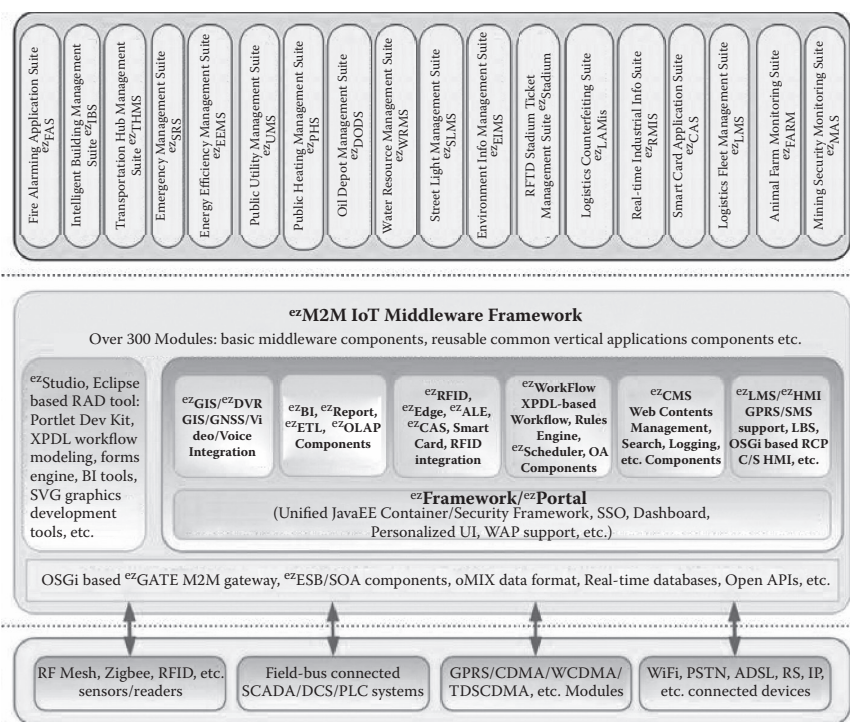 Fire Alarming Application Suite
ezFAS
Intelligent Building Management
Suite ezIBS
Transportation Hub Management
Suite ezTHMS
Emergency Management Suite
ezSRS
Energy Efficiency Management Suite
ezEEMS
Public Utility Management Suite
ezUMS
Public Heating Management Suite
ezPHS
Oil Depot Management Suite
ezDODS
Water Resource Management Suite
ezWRMS
Street Light Management Suite
ezSLMS
Environment Info Management Suite
ezEIMS
RFID Stadium Ticket
Management Suite ezStadium
Logistics Counterfeiting Suite
ezLAMis
Real-time Industrial Info Suite
ezRMIS
Smart Card Application Suite
ezCAS
Logistics Fleet Management Suite
ezLMS
Animal Farm Monitoring Suite
ezFARM
Mining Security Monitoring Suite
ezMAS
ezM2M IoT Middleware Framework
Over 300 Modules: basic middleware components, reusable common vertical applications components etc.
ezStudio, Eclipse
based RAD tool:
Portlet Dev Kit,
XPDL workflow
modeling, forms
engine, BI tools,
SVG graphics
development
tools, etc.
ezGIS/ezDVR
GIS/GNSS/Vi
deo/Voice
Integration
ezBI, ezReport,
ezETL, ezOLAP
Components
ezRFID,
ezEdge, ezALE,
ezCAS, Smart
Card, RFID
integration
ezWorkFlow
XPDL-based
Workflow, Rules
Engine,
ezScheduler, OA
Components
ezCMS
Web Contents
Management,
Search, Logging,
etc. Components
ezLMS/ezHMI
GPRS/SMS
support, LBS,
OSGi based RCP
C/S HMI, etc.
ezFramework/ezPortal
(Unified JavaEE Container/Security Framework, SSO, Dashboard,
Personalized UI, WAP support, etc.)
OSGi based ezGATE M2M gateway, ezESB/SOA components, oMIX data format, Real-time databases, Open APIs, etc.
RF Mesh, Zigbee, RFID, etc.
sensors/readers
Field-bus connected
SCADA/DCS/PLC systems
GPRS/CDMA/WCDMA/
TDSCDMA, etc. Modules
WiFi, PSTN, ADSL, RS, IP,
etc. connected devices